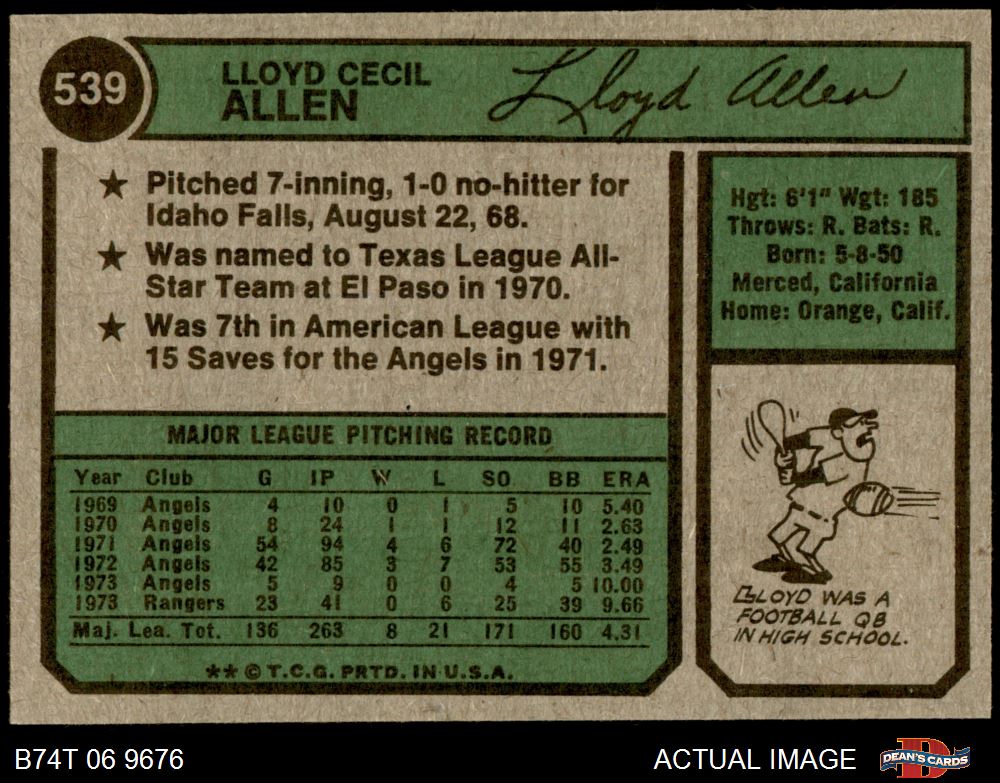 539
LLOYD CECIL
ALLEN
Lloyd Allen
★ Pitched 7-inning, 1-0 no-hitter for
Idaho Falls, August 22, 68.
★ Was named to Texas League All-
Star Team at El Paso in 1970.
★ Was 7th in American League with
15 Saves for the Angels in 1971.
Hgt: 6'1" Wgt: 185
Throws: R. Bats: R.
Born: 5-8-50
Merced, California
Home: Orange, Calif.
MAJOR LEAGUE PITCHING RECORD
Year Club G IP W L SO BB ERA
1969 Angels 4 10 0 1 5 10 5.40
1970 Angels 8 24 1 1 12 11 2.63
1971 Angels 54 94 4 6 72 40 2.49
1972 Angels 42 85 3 7 53 55 3.49
1973 Angels 5 9 0 0 4 5 10.00
1973 Rangers 23 41 0 6 25 39 9.66
Maj. Lea. Tot. 136 263 8 21 171 160 4.31
** © T.C.G. PRTD. IN U.S.A.
LLOYD WAS A
FOOTBALL QB
IN HIGH SCHOOL.
B74T 06 9676
ACTUAL IMAGE
D
DEAN'S CARDS